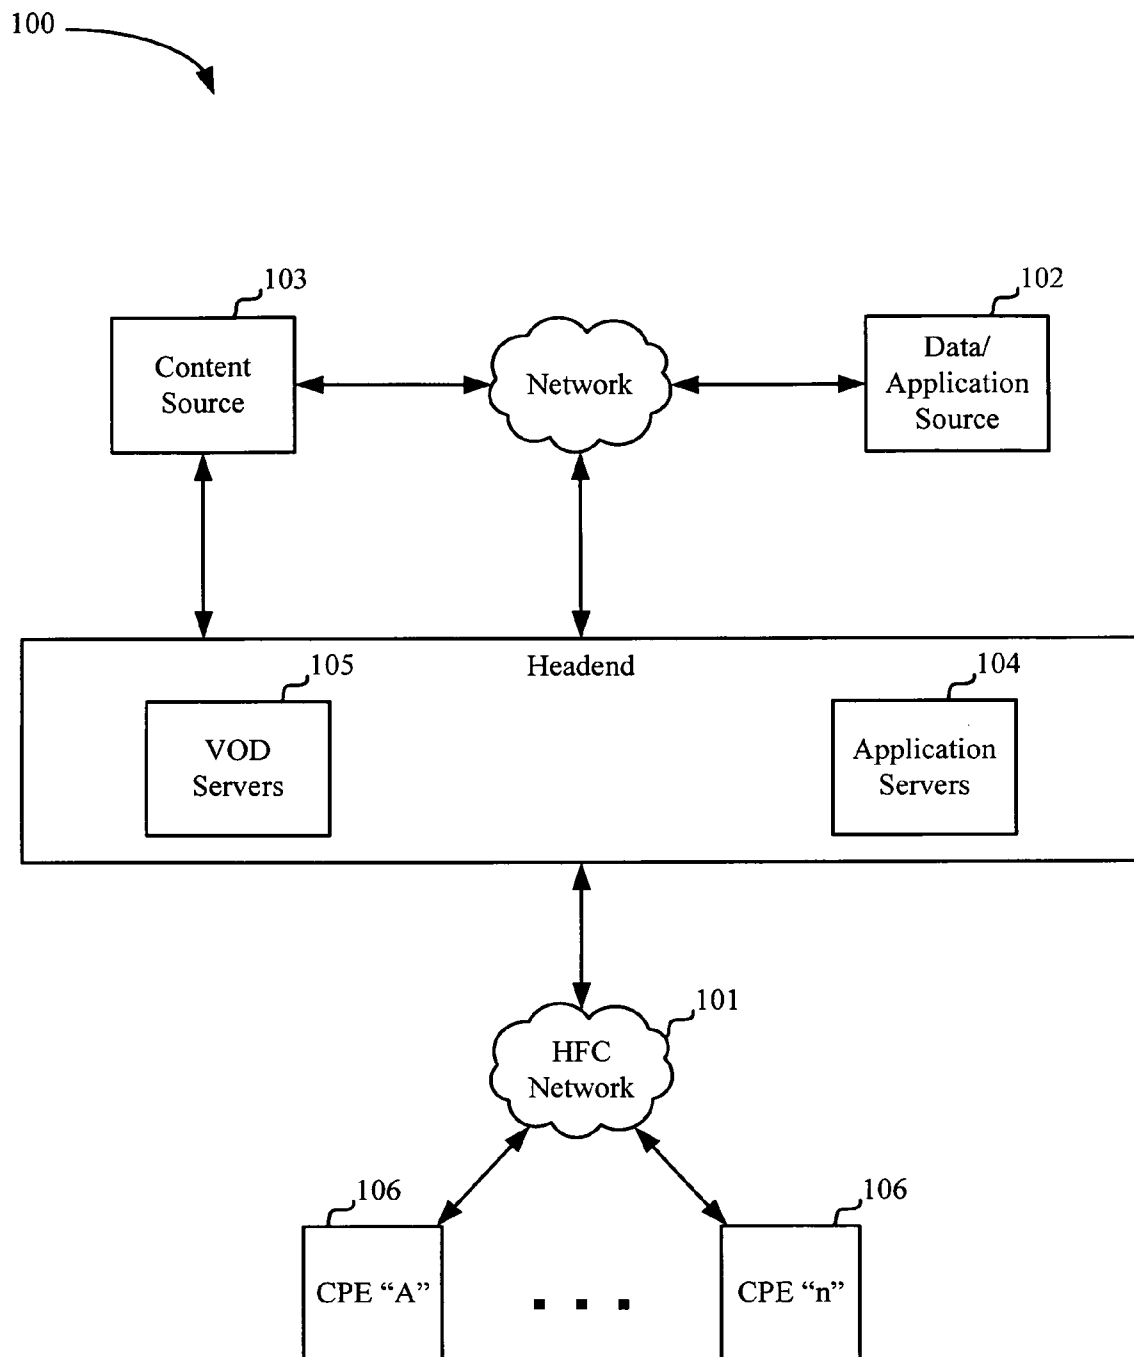 100
103
102
Content
Source
Network
Data/
Application
Source
Headend
105
104
VOD
Servers
Application
Servers
101
HFC
Network
106
106
CPE “A”
CPE “n”